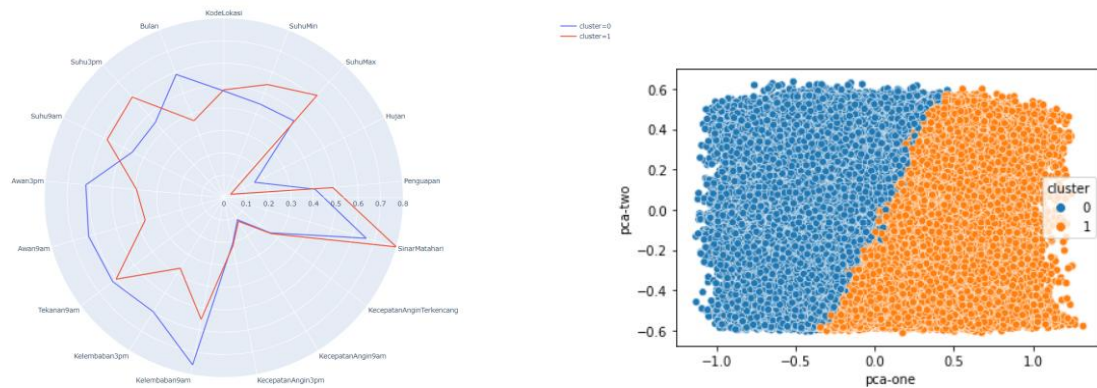 KodeLokasi
SuhuMin
SuhuMax
Hujan
Penguapan
SinarMatahari
KecepatanAnginTerkencang
KecepatanAngin9am
KecepatanAngin3pm
Kelembaban9am
Kelembaban3pm
Tekanan9am
Awan9am
Awan3pm
Suhu9am
Suhu3pm
Bulan
0 0.1 0.2 0.3 0.4 0.5 0.6 0.7 0.8
cluster=0
cluster=1
pca-two
0.6
0.4
0.2
0.0
−0.2
−0.4
−0.6
−1.0 −0.5 0.0 0.5 1.0
pca-one
cluster
0
1